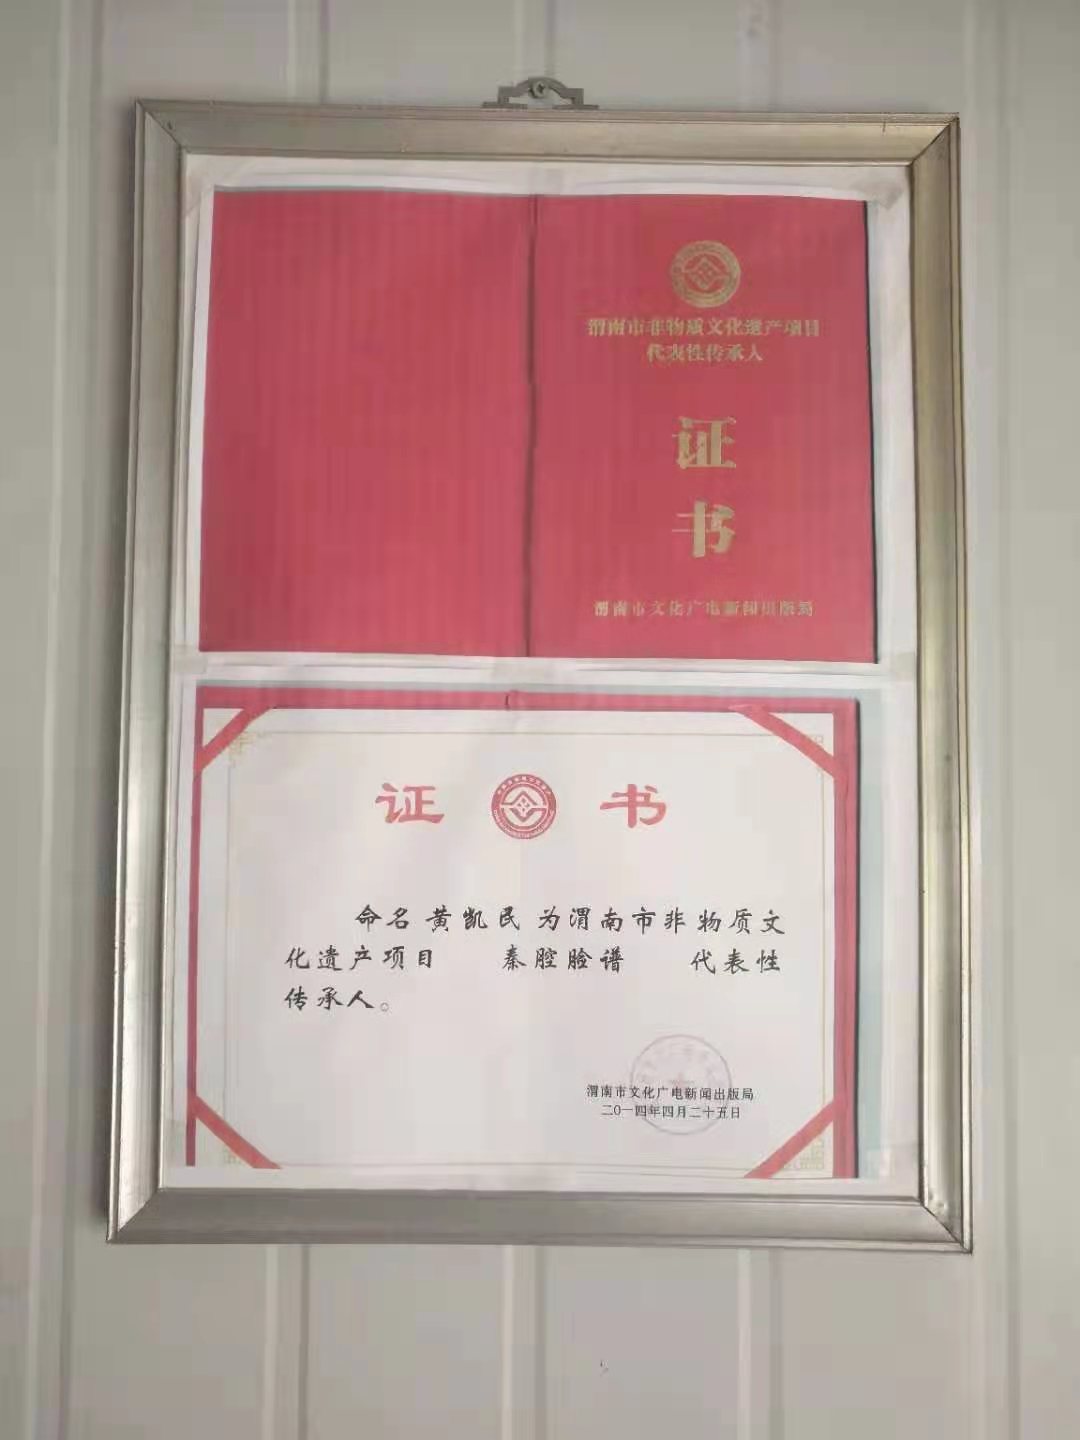 渭南市非物质文化遗产项目
代表性传承人
证
书
渭南市文化广电新闻出版局
证 书
命名 黄凯民 为渭南市非物质文
化遗产项目 秦腔脸谱 代表性
传承人。
渭南市文化广电新闻出版局
二〇一四年四月二十五日